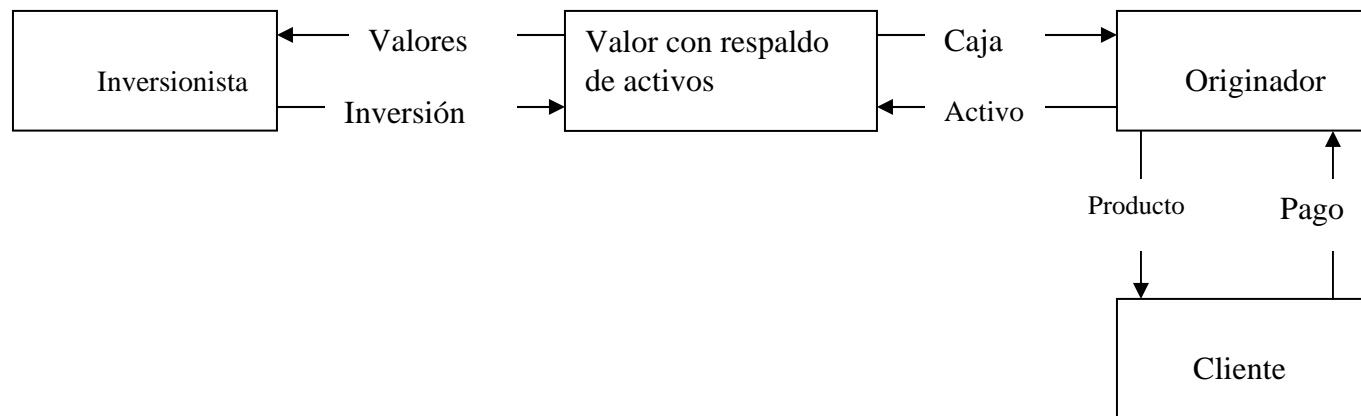 Valores
Valor con respaldo
de activos
Caja
Inversionista
Originador
Inversión
Activo
Producto
Pago
Cliente